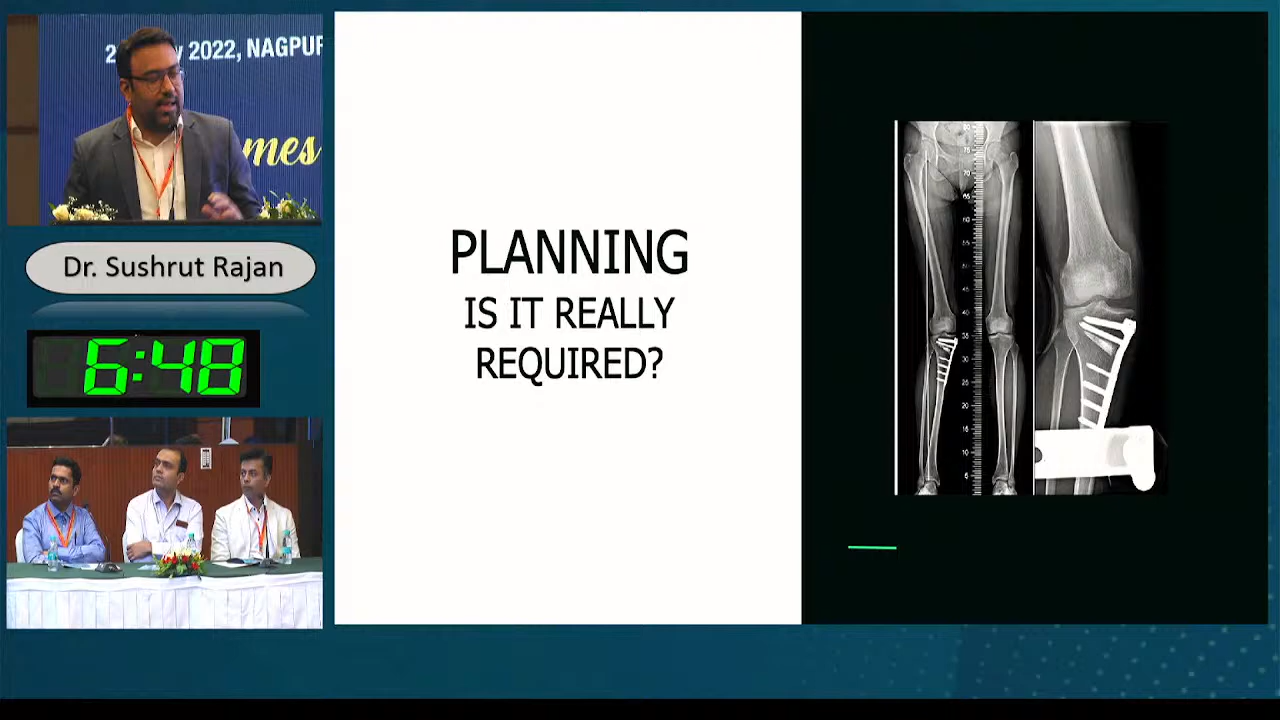 2022, NAGPUR
mes
Dr. Sushrut Rajan
6:48
PLANNING
IS IT REALLY
REQUIRED?